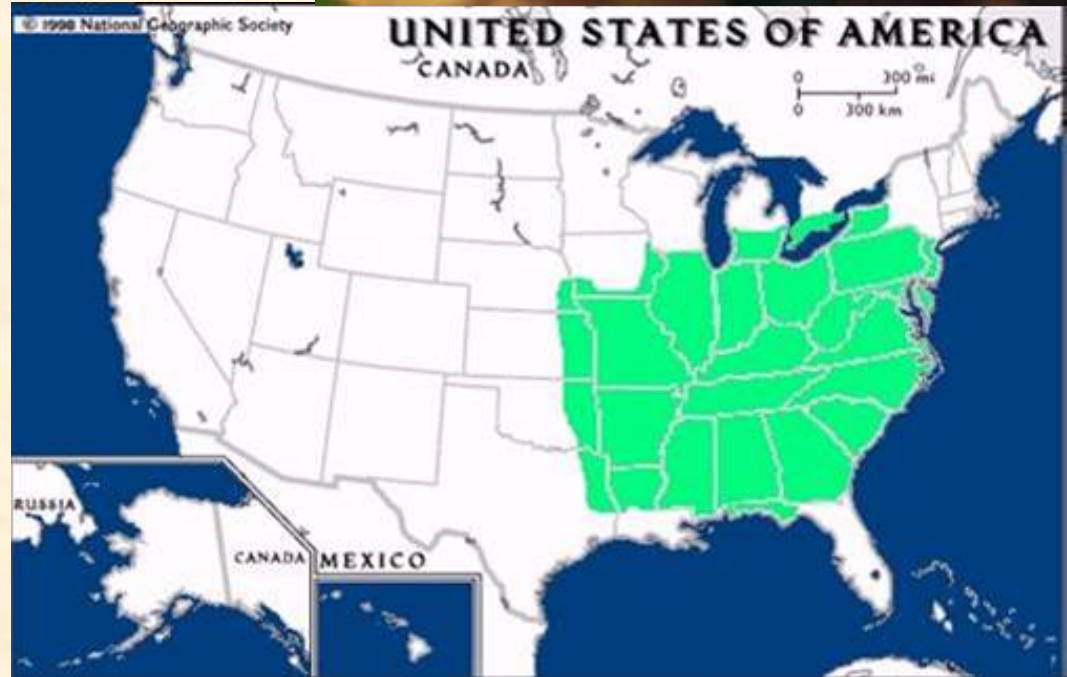 © 1998 National Geographic Society
UNITED STATES OF AMERICA
CANADA
0 300 mi
0 300 km
RUSSIA
CANADA
MEXICO